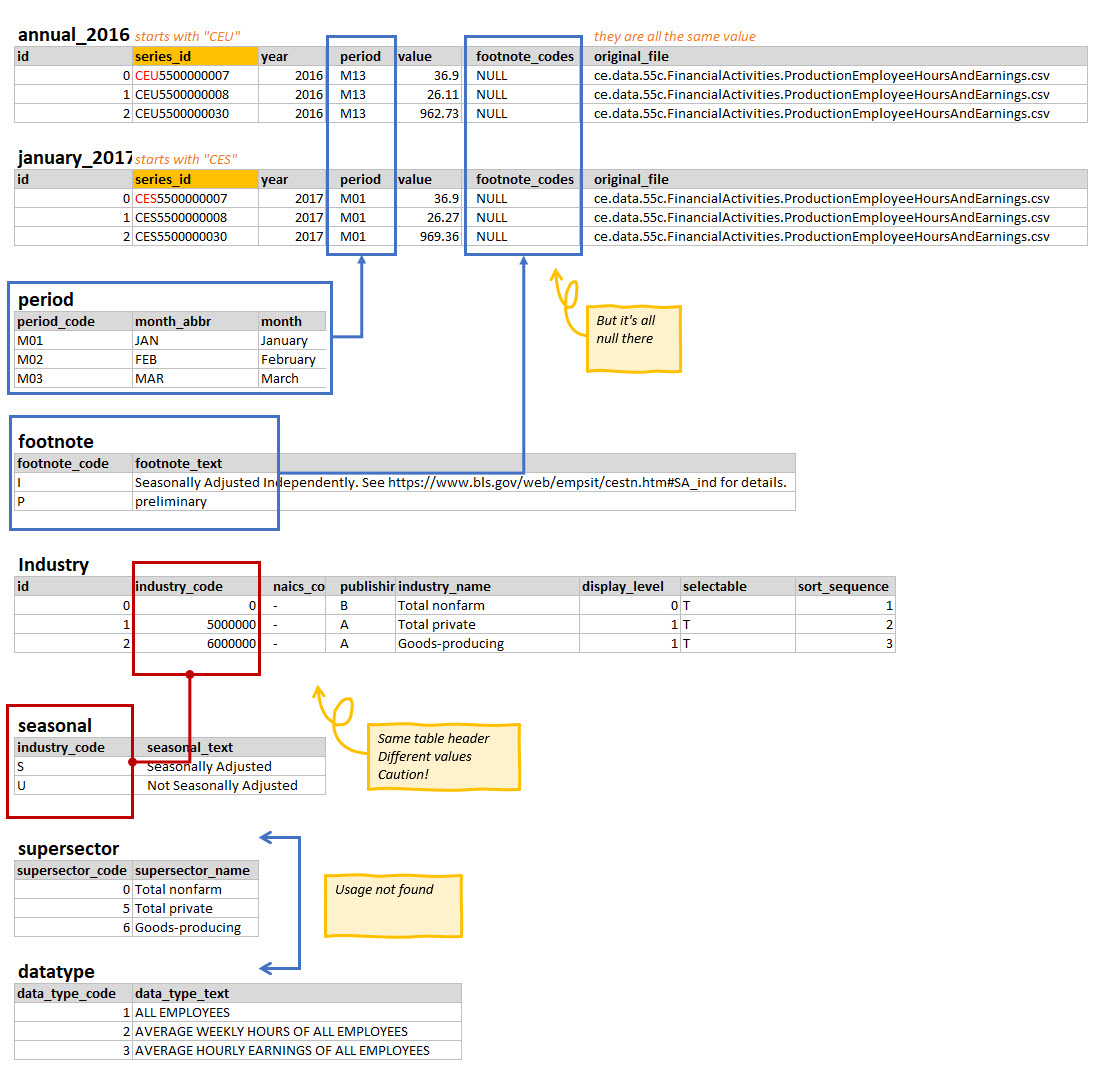 annual_2016 starts with "CEU" they are all the same value
id series_id year period value footnote_codes original_file
0 CEU5500000007 2016 M13 36.9 NULL ce.data.55c.FinancialActivities.ProductionEmployeeHoursAndEarnings.csv
1 CEU5500000008 2016 M13 26.11 NULL ce.data.55c.FinancialActivities.ProductionEmployeeHoursAndEarnings.csv
2 CEU5500000030 2016 M13 962.73 NULL ce.data.55c.FinancialActivities.ProductionEmployeeHoursAndEarnings.csv
january_2017 starts with "CES"
id series_id year period value footnote_codes original_file
0 CES5500000007 2017 M01 36.9 NULL ce.data.55c.FinancialActivities.ProductionEmployeeHoursAndEarnings.csv
1 CES5500000008 2017 M01 26.27 NULL ce.data.55c.FinancialActivities.ProductionEmployeeHoursAndEarnings.csv
2 CES5500000030 2017 M01 969.36 NULL ce.data.55c.FinancialActivities.ProductionEmployeeHoursAndEarnings.csv
period
period_code month_abbr month
M01 JAN January
M02 FEB February
M03 MAR March
But it's all
null there
footnote
footnote_code footnote_text
I Seasonally Adjusted Independently. See https://www.bls.gov/web/empsit/cestn.htm#SA_ind for details.
P preliminary
Industry
id industry_code naics_co publishin industry_name display_level selectable sort_sequence
0 0 - B Total nonfarm 0 T 1
1 5000000 - A Total private 1 T 2
2 6000000 - A Goods-producing 1 T 3
seasonal
industry_code seasonal_text
S Seasonally Adjusted
U Not Seasonally Adjusted
Same table header
Different values
Caution!
supersector
supersector_code supersector_name
0 Total nonfarm
5 Total private
6 Goods-producing
Usage not found
datatype
data_type_code data_type_text
1 ALL EMPLOYEES
2 AVERAGE WEEKLY HOURS OF ALL EMPLOYEES
3 AVERAGE HOURLY EARNINGS OF ALL EMPLOYEES